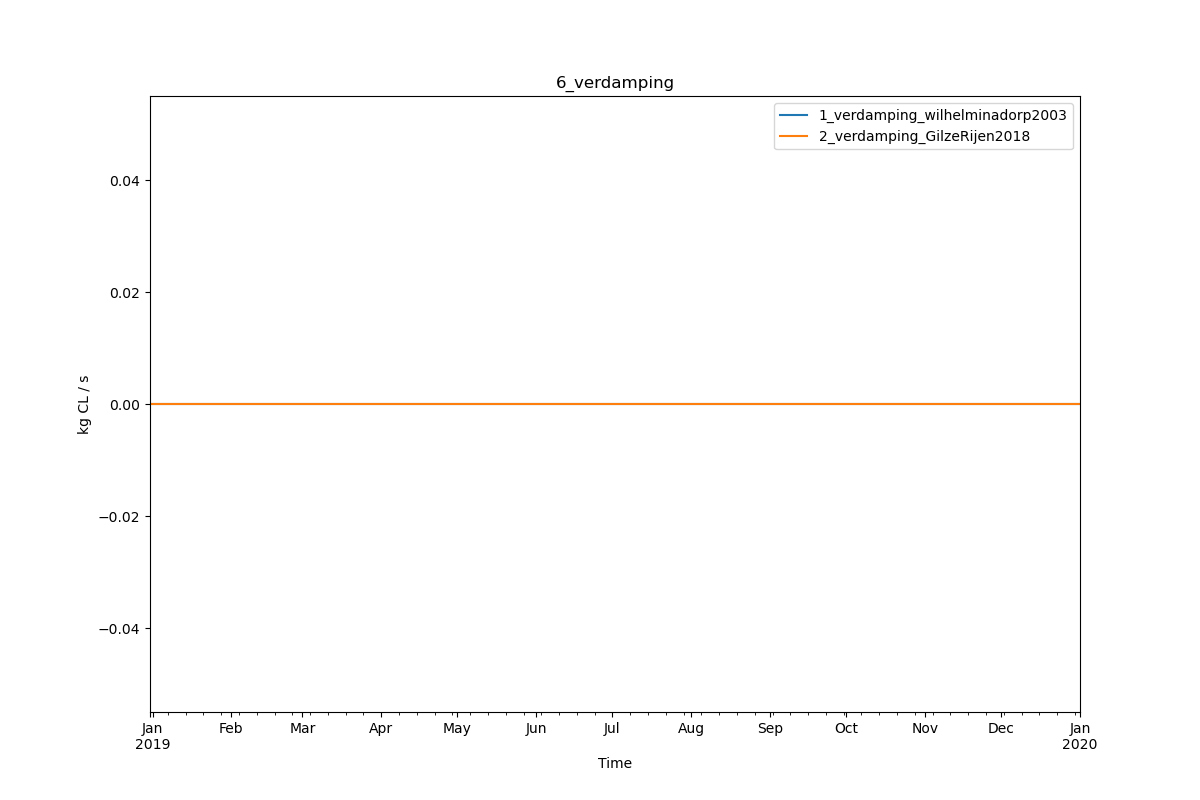 6_verdamping
1_verdamping_wilhelminadorp2003
2_verdamping_GilzeRijen2018
0.04
0.02
0.00
−0.02
−0.04
kg CL / s
Jan Feb Mar Apr May Jun Jul Aug Sep Oct Nov Dec Jan
2019 2020
Time